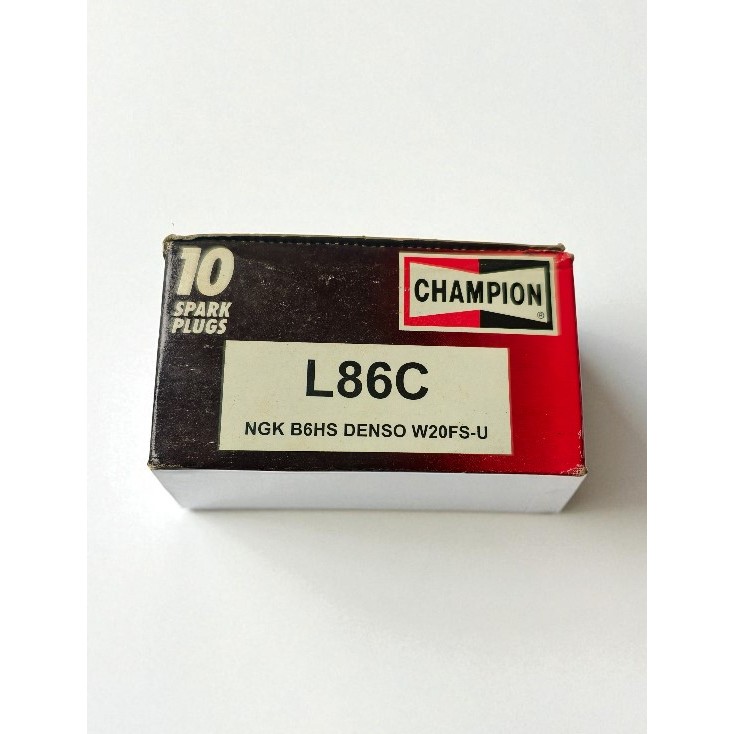 10
SPARK
PLUGS
CHAMPION
®
L86C
NGK B6HS DENSO W20FS-U